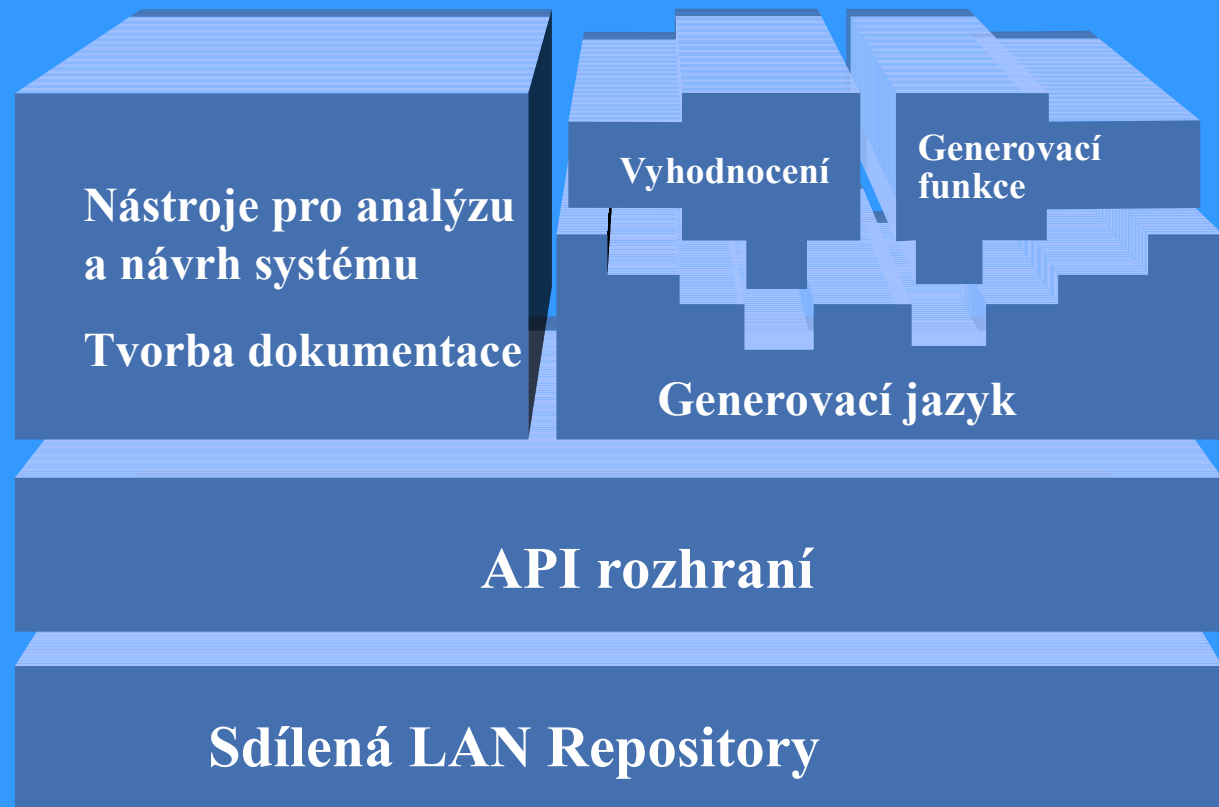 Nástroje pro analýzu
a návrh systému
Tvorba dokumentace
Vyhodnocení
Generovací
funkce
Generovací jazyk
API rozhraní
Sdílená LAN Repository